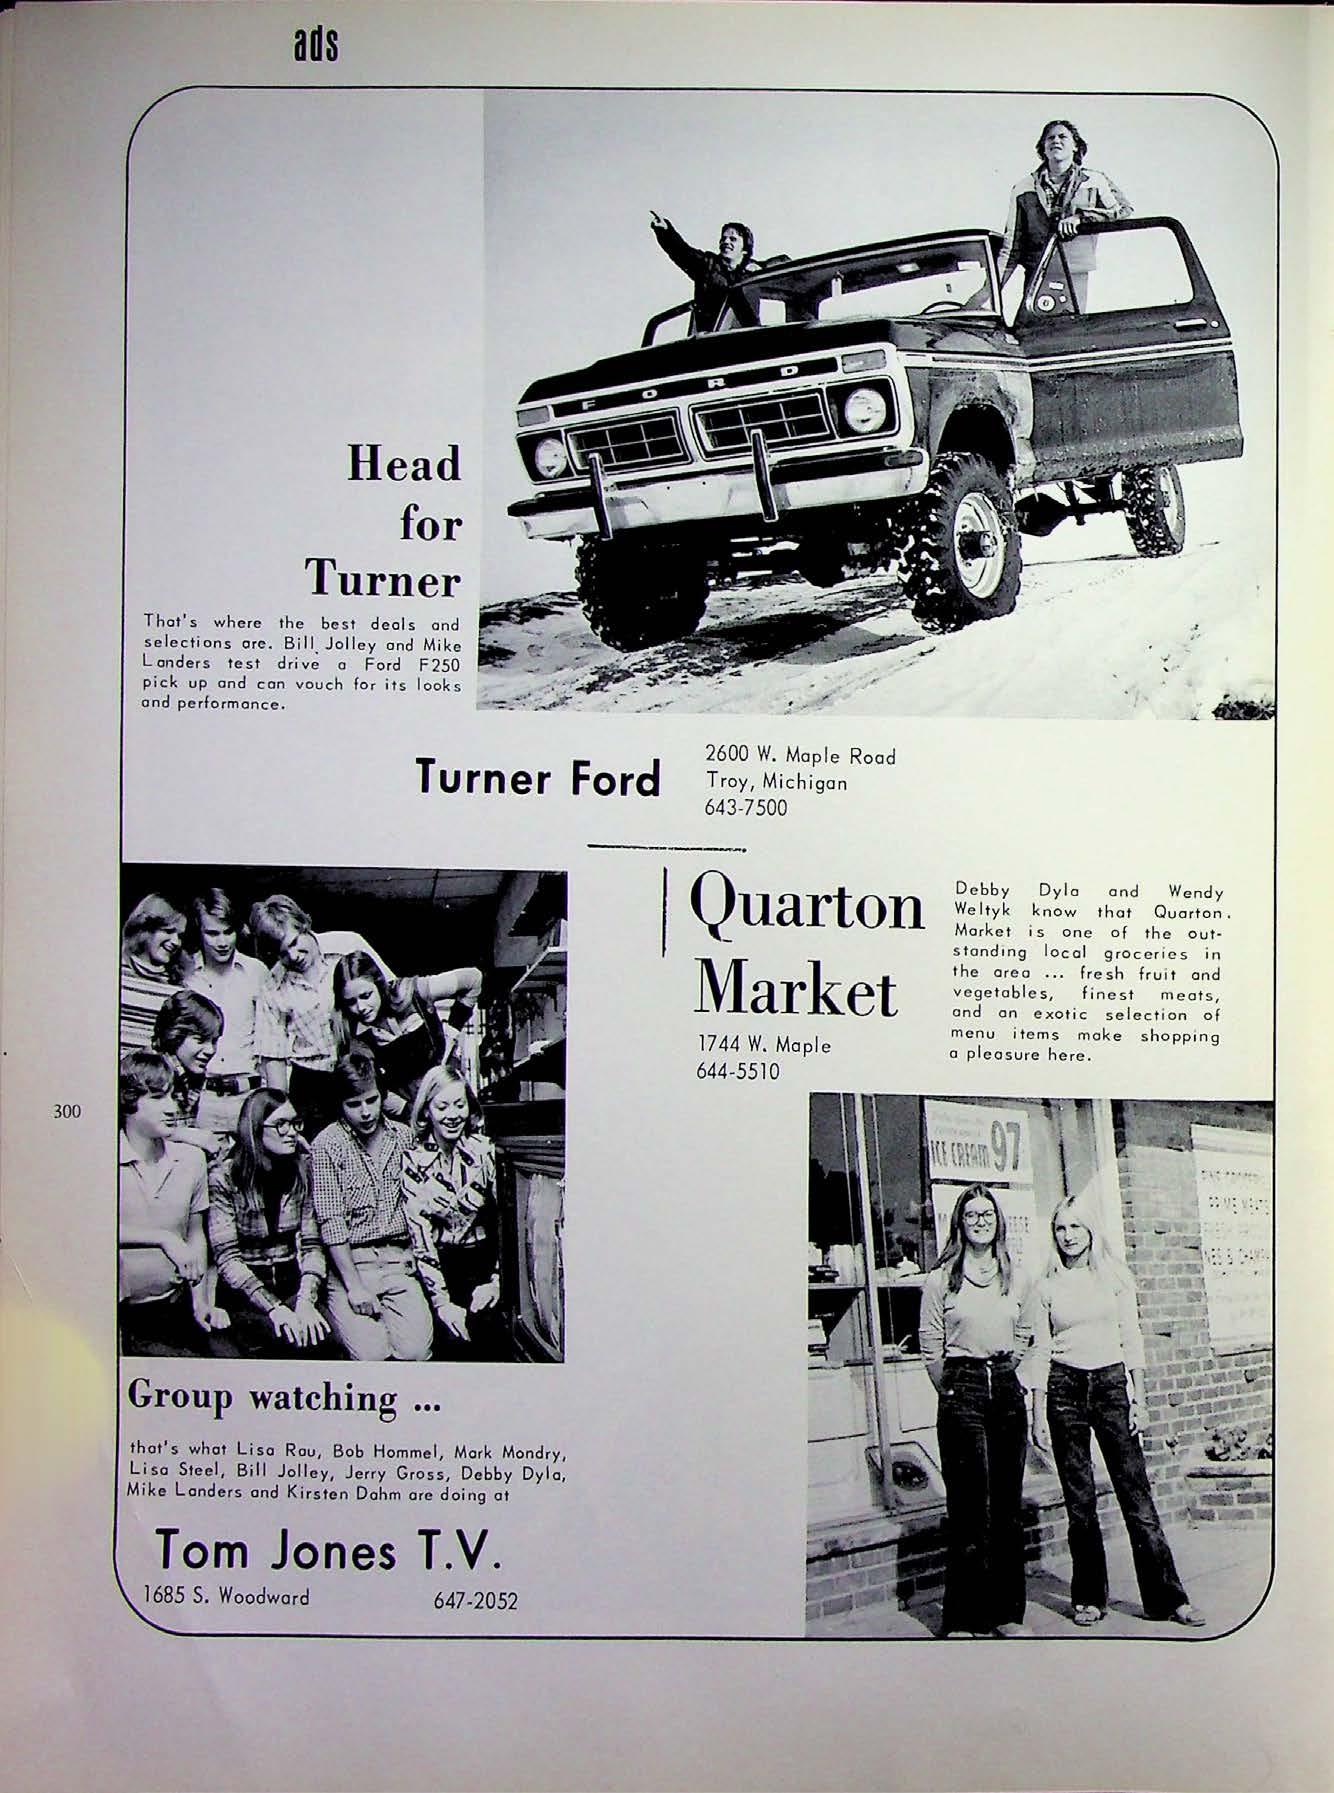 ads
Head
for
Turner
That's where the best deals and
selections are. Bill Jolley and Mike
Landers test drive a Ford F250
pick up and can vouch for its looks
and performance.
FORD
Turner Ford
2600 W. Maple Road
Troy, Michigan
643-7500
Quarton
Market
1744 W. Maple
644-5510
Debby Dyla and Wendy
Weltyk know that Quarton
Market is one of the out-
standing local groceries in
the area ... fresh fruit and
vegetables, finest meats,
and an exotic selection of
menu items make shopping
a pleasure here.
300
ICE CREAM 97
PRIME MEATS
Group watching ...
that's what Lisa Rau, Bob Hommel, Mark Mondry,
Lisa Steel, Bill Jolley, Jerry Gross, Debby Dyla,
Mike Landers and Kirsten Dahm are doing at
Tom Jones T.V.
1685 S. Woodward
647-2052